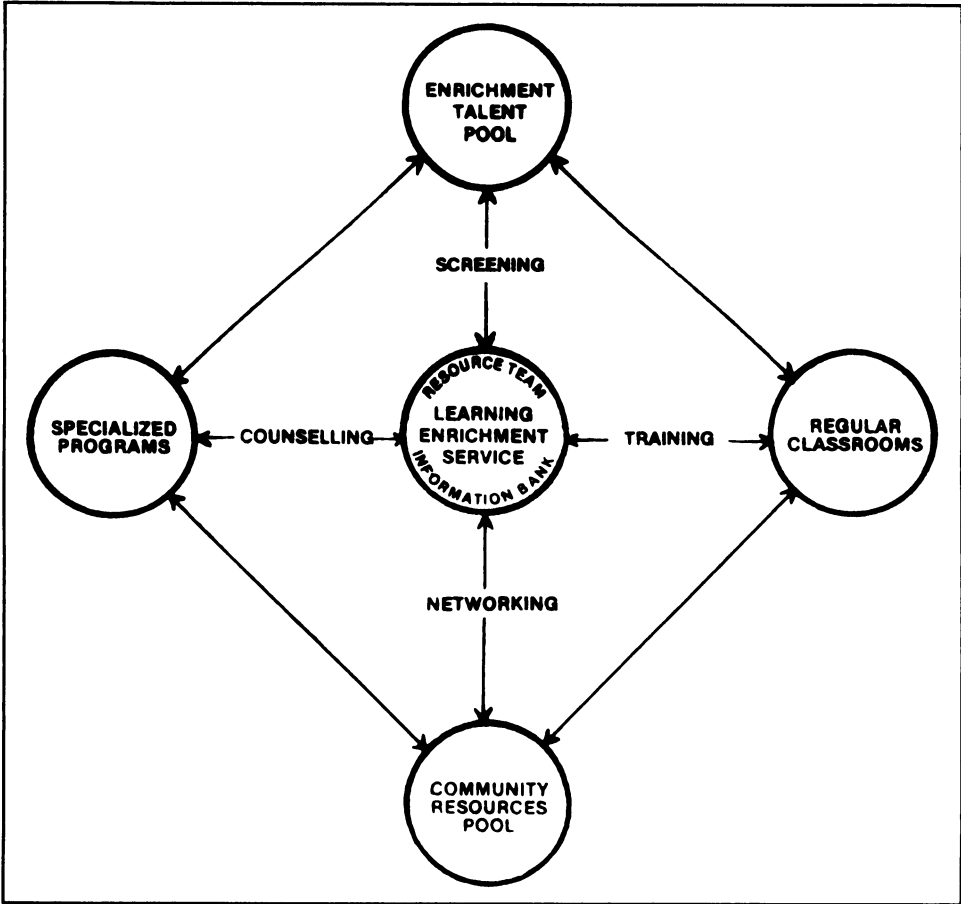 ENRICHMENT
TALENT
POOL
SCREENING
SPECIALIZED
PROGRAMS
COUNSELLING
RESOURCE TEAM
LEARNING
ENRICHMENT
SERVICE
INFORMATION BANK
TRAINING
REGULAR
CLASSROOMS
NETWORKING
COMMUNITY
RESOURCES
POOL